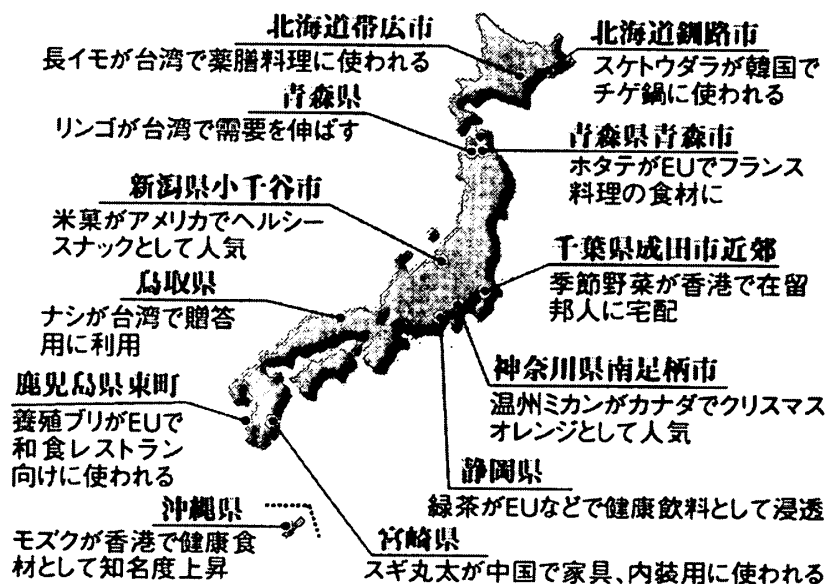 北海道帯広市
長イモが台湾で薬膳料理に使われる
北海道釧路市
スケトウダラが韓国で
チゲ鍋に使われる
青森県
リンゴが台湾で需要を伸ばす
青森県青森市
ホタテがEUでフランス
料理の食材に
新潟県小千谷市
米菓がアメリカでヘルシー
スナックとして人気
千葉県成田市近郊
季節野菜が香港で在留
邦人に宅配
鳥取県
ナシが台湾で贈答
用に利用
神奈川県南足柄市
温州ミカンがカナダでクリスマス
オレンジとして人気
鹿児島県東町
養殖ブリがEUで
和食レストラン
向けに使われる
静岡県
緑茶がEUなどで健康飲料として浸透
沖縄県
モズクが香港で健康食
材として知名度上昇
宮崎県
スギ丸太が中国で家具、内装用に使われる